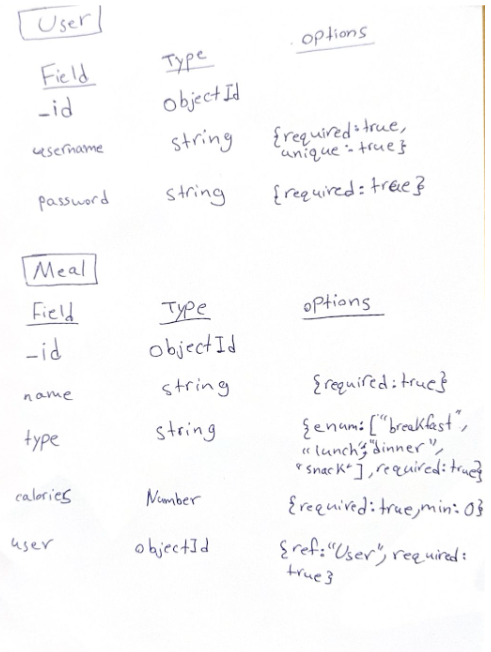 User
Field Type options
_id objectId
username string {required:true,
unique:true}
password string {required:true}
Meal
Field Type options
_id objectId
name string {required:true}
type string {enum:["breakfast",
"lunch","dinner",
"snack"],required:true}
calories Number {required:true,min:0}
user objectId {ref:"User",required:
true}